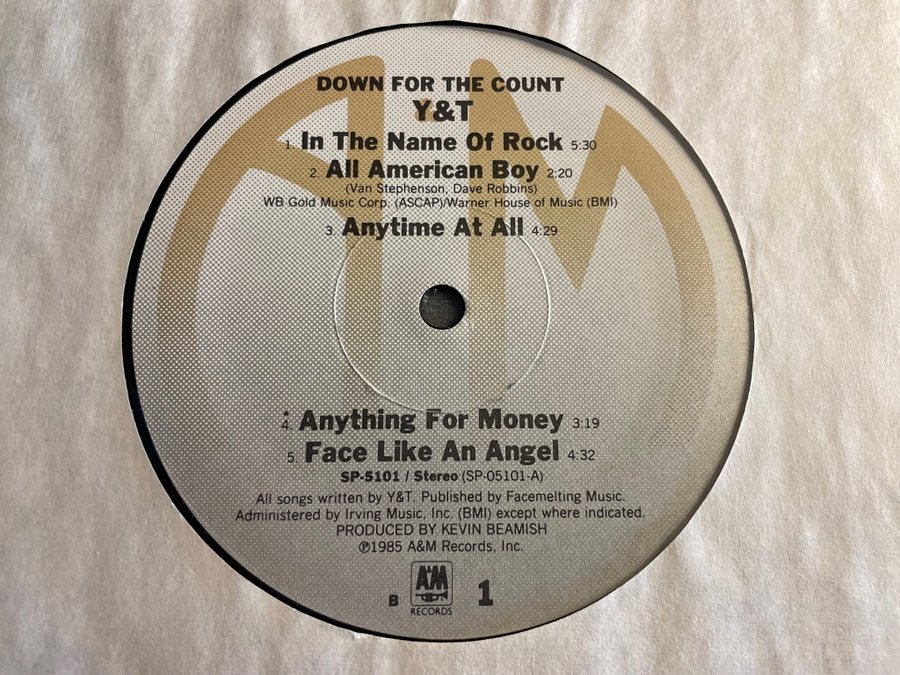 DOWN FOR THE COUNT
Y&T
1. In The Name Of Rock 5:30
2. All American Boy 2:20
(Van Stephenson, Dave Robbins)
WB Gold Music Corp. (ASCAP)/Warner House of Music (BMI)
3. Anytime At All 4:29
4. Anything For Money 3:19
5. Face Like An Angel 4:32
SP-5101 / Stereo (SP-05101-A)
All songs written by Y&T. Published by Facemelting Music.
Administered by Irving Music, Inc. (BMI) except where indicated.
PRODUCED BY KEVIN BEAMISH
℗1985 A&M Records, Inc.
B A&M RECORDS 1